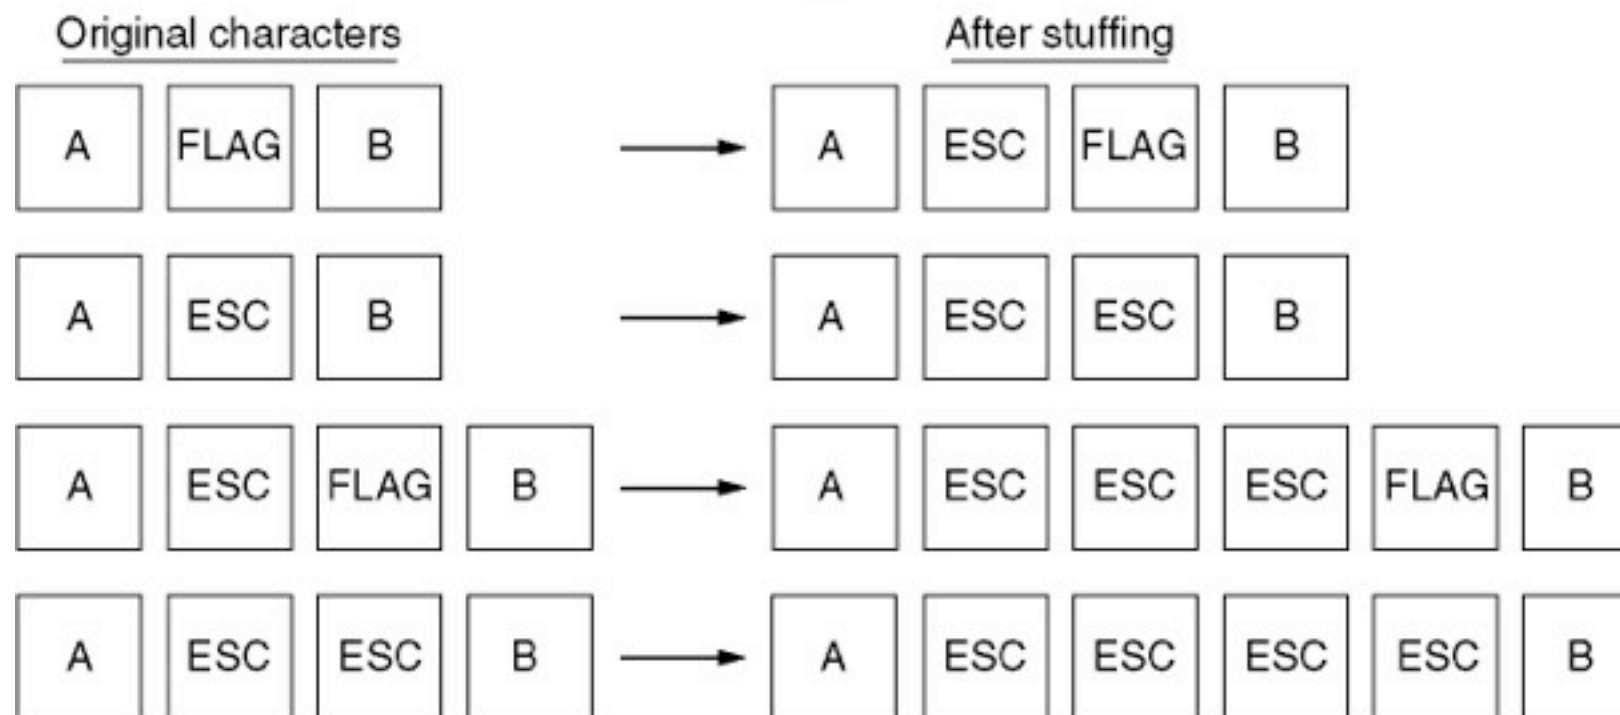 Original characters After stuffing
A FLAG B A ESC FLAG B
A ESC B A ESC ESC B
A ESC FLAG B A ESC ESC ESC FLAG B
A ESC ESC B A ESC ESC ESC ESC B